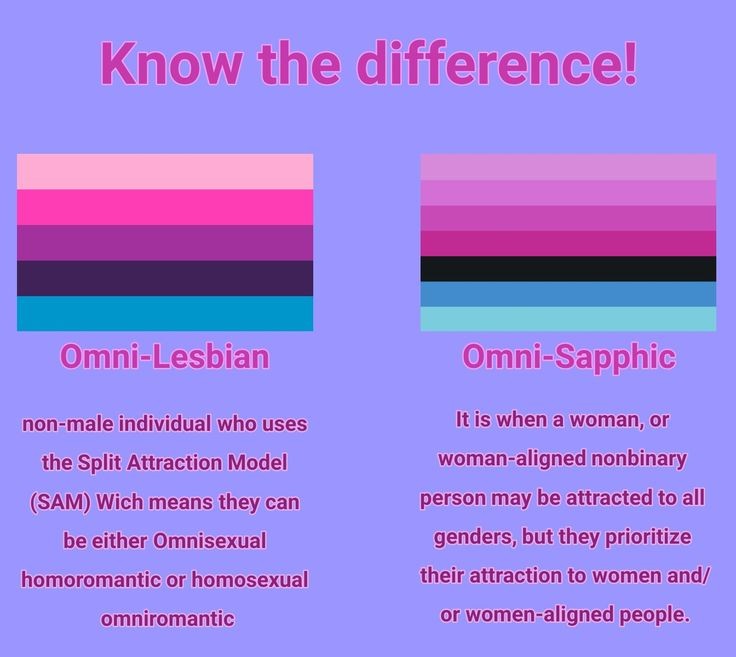 Know the difference!
Omni-Lesbian
non-male individual who uses
the Split Attraction Model
(SAM) Wich means they can
be either Omnisexual
homoromantic or homosexual
omniromantic
Omni-Sapphic
It is when a woman, or
woman-aligned nonbinary
person may be attracted to all
genders, but they prioritize
their attraction to women and/
or women-aligned people.